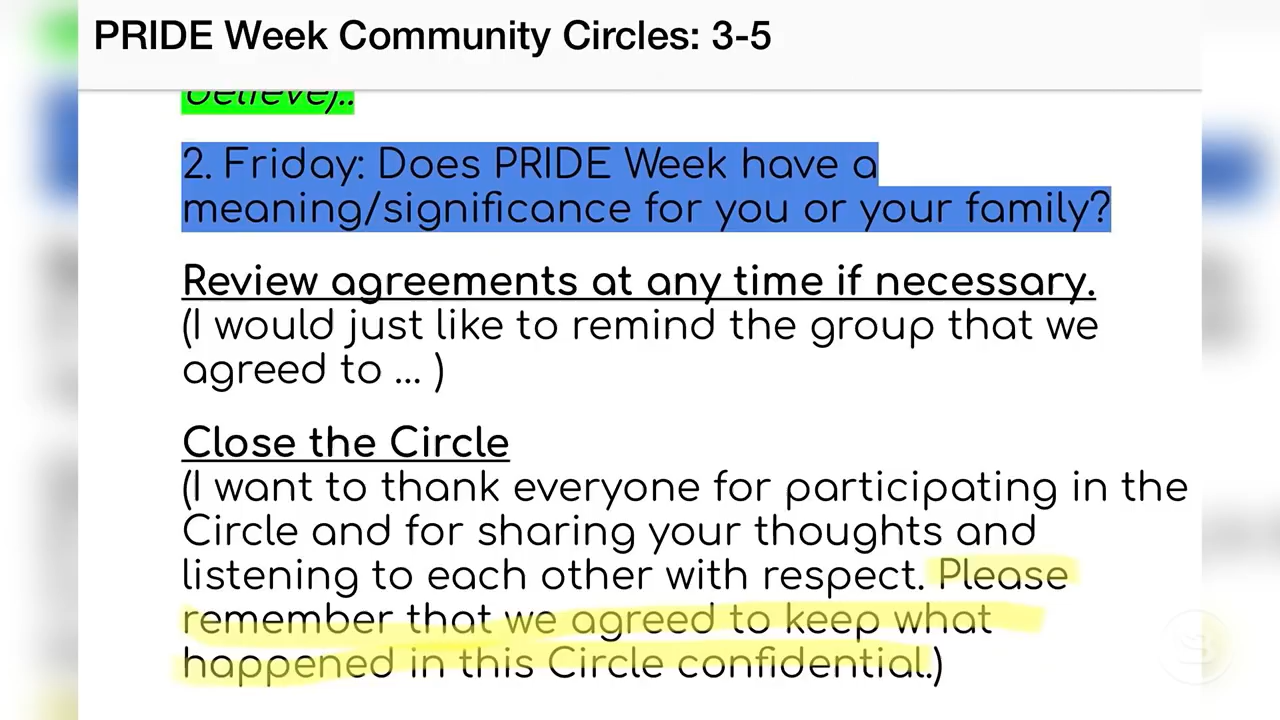 PRIDE Week Community Circles: 3-5
believe)..
2. Friday: Does PRIDE Week have a
meaning/significance for you or your family?
Review agreements at any time if necessary.
(I would just like to remind the group that we
agreed to ... )
Close the Circle
(I want to thank everyone for participating in the
Circle and for sharing your thoughts and
listening to each other with respect. Please
remember that we agreed to keep what
happened in this Circle confidential.)